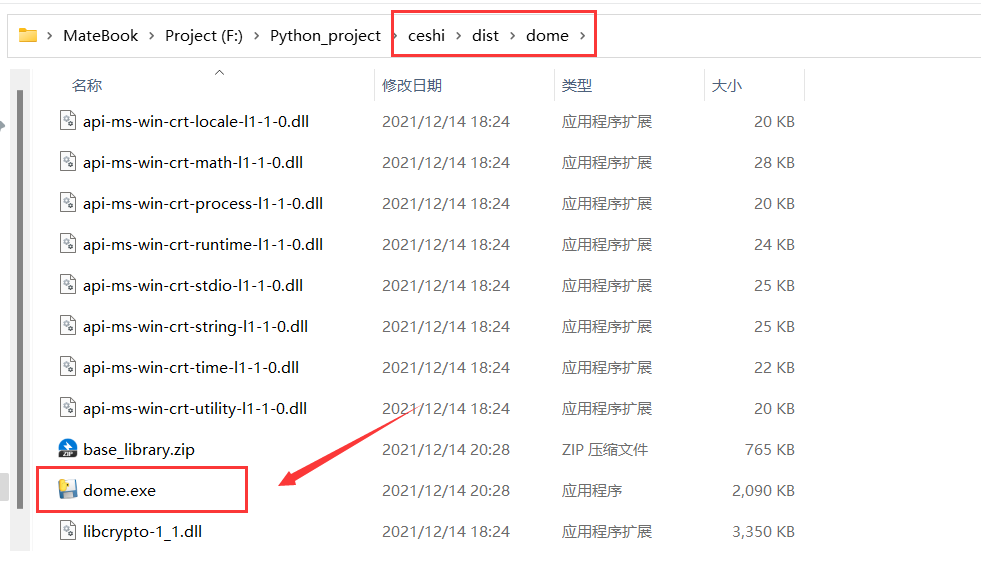 MateBook Project (F:) Python_project ceshi dist dome
名称 修改日期 类型 大小
api-ms-win-crt-locale-l1-1-0.dll 2021/12/14 18:24 应用程序扩展 20 KB
api-ms-win-crt-math-l1-1-0.dll 2021/12/14 18:24 应用程序扩展 28 KB
api-ms-win-crt-process-l1-1-0.dll 2021/12/14 18:24 应用程序扩展 20 KB
api-ms-win-crt-runtime-l1-1-0.dll 2021/12/14 18:24 应用程序扩展 24 KB
api-ms-win-crt-stdio-l1-1-0.dll 2021/12/14 18:24 应用程序扩展 25 KB
api-ms-win-crt-string-l1-1-0.dll 2021/12/14 18:24 应用程序扩展 25 KB
api-ms-win-crt-time-l1-1-0.dll 2021/12/14 18:24 应用程序扩展 22 KB
api-ms-win-crt-utility-l1-1-0.dll 2021/12/14 18:24 应用程序扩展 20 KB
base_library.zip 2021/12/14 20:28 ZIP 压缩文件 765 KB
dome.exe 2021/12/14 20:28 应用程序 2,090 KB
libcrypto-1_1.dll 2021/12/14 18:24 应用程序扩展 3,350 KB